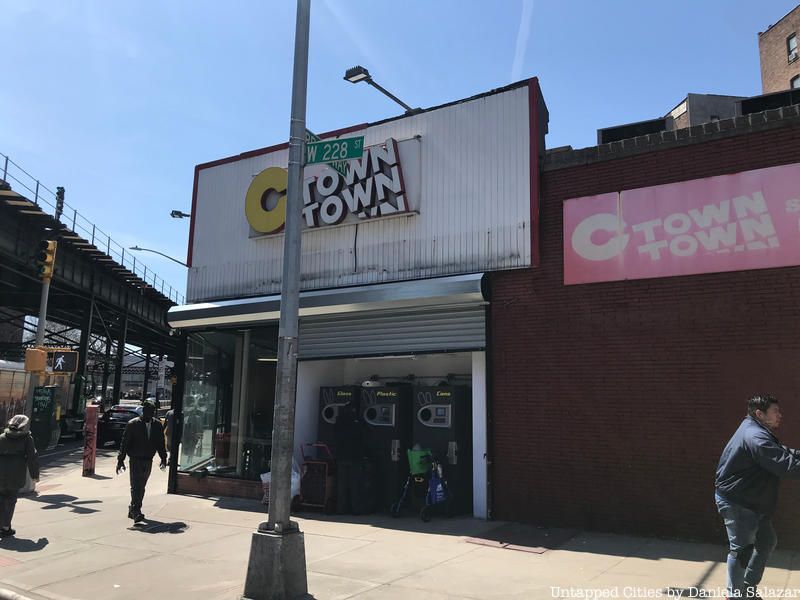 W 228 ST
C TOWN
TOWN
C TOWN
TOWN
Glass
Plastic
Cans
Untapped Cities by Daniela Salazar